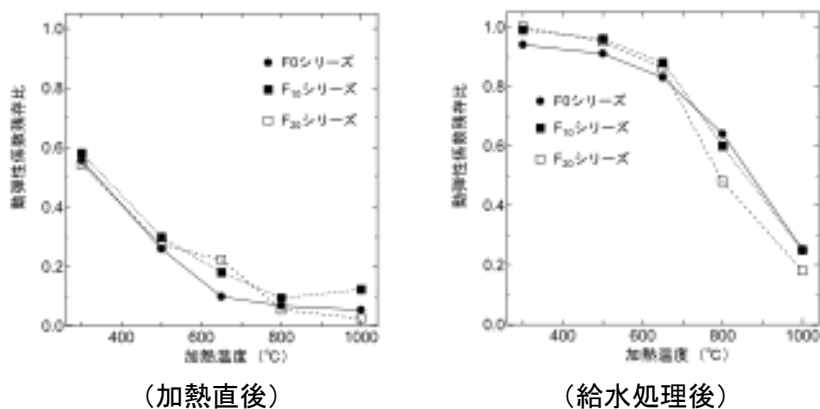 1.0
0.8
0.6
0.4
0.2
0.0
動弾性係数残存比
F0シリーズ
F₁₀シリーズ
F₂₀シリーズ
400
600
800
1000
加熱温度 (℃)
(加熱直後)
1.0
0.8
0.6
0.4
0.2
0.0
動弾性係数残存比
F0シリーズ
F₁₀シリーズ
F₂₀シリーズ
400
600
800
1000
加熱温度 (℃)
(給水処理後)